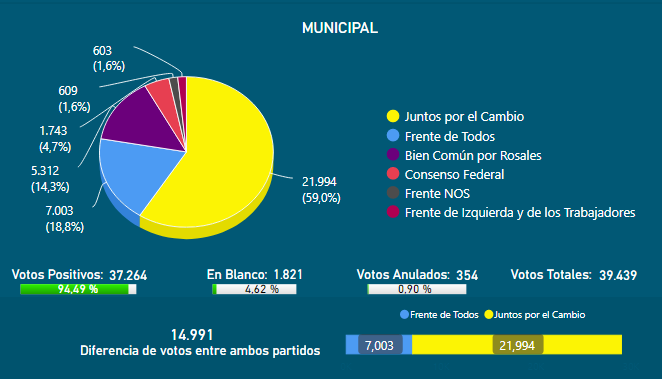 MUNICIPAL
603
(1,6%)
609
(1,6%)
1.743
(4,7%)
5.312
(14,3%)
7.003
(18,8%)
21.994
(59,0%)
Juntos por el Cambio
Frente de Todos
Bien Común por Rosales
Consenso Federal
Frente NOS
Frente de Izquierda y de los Trabajadores
Votos Positivos: 37.264
94,49 %
En Blanco: 1.821
4,62 %
Votos Anulados: 354
0,90 %
Votos Totales: 39.439
14.991
Diferencia de votos entre ambos partidos
Frente de Todos Juntos por el Cambio
7,003 21,994